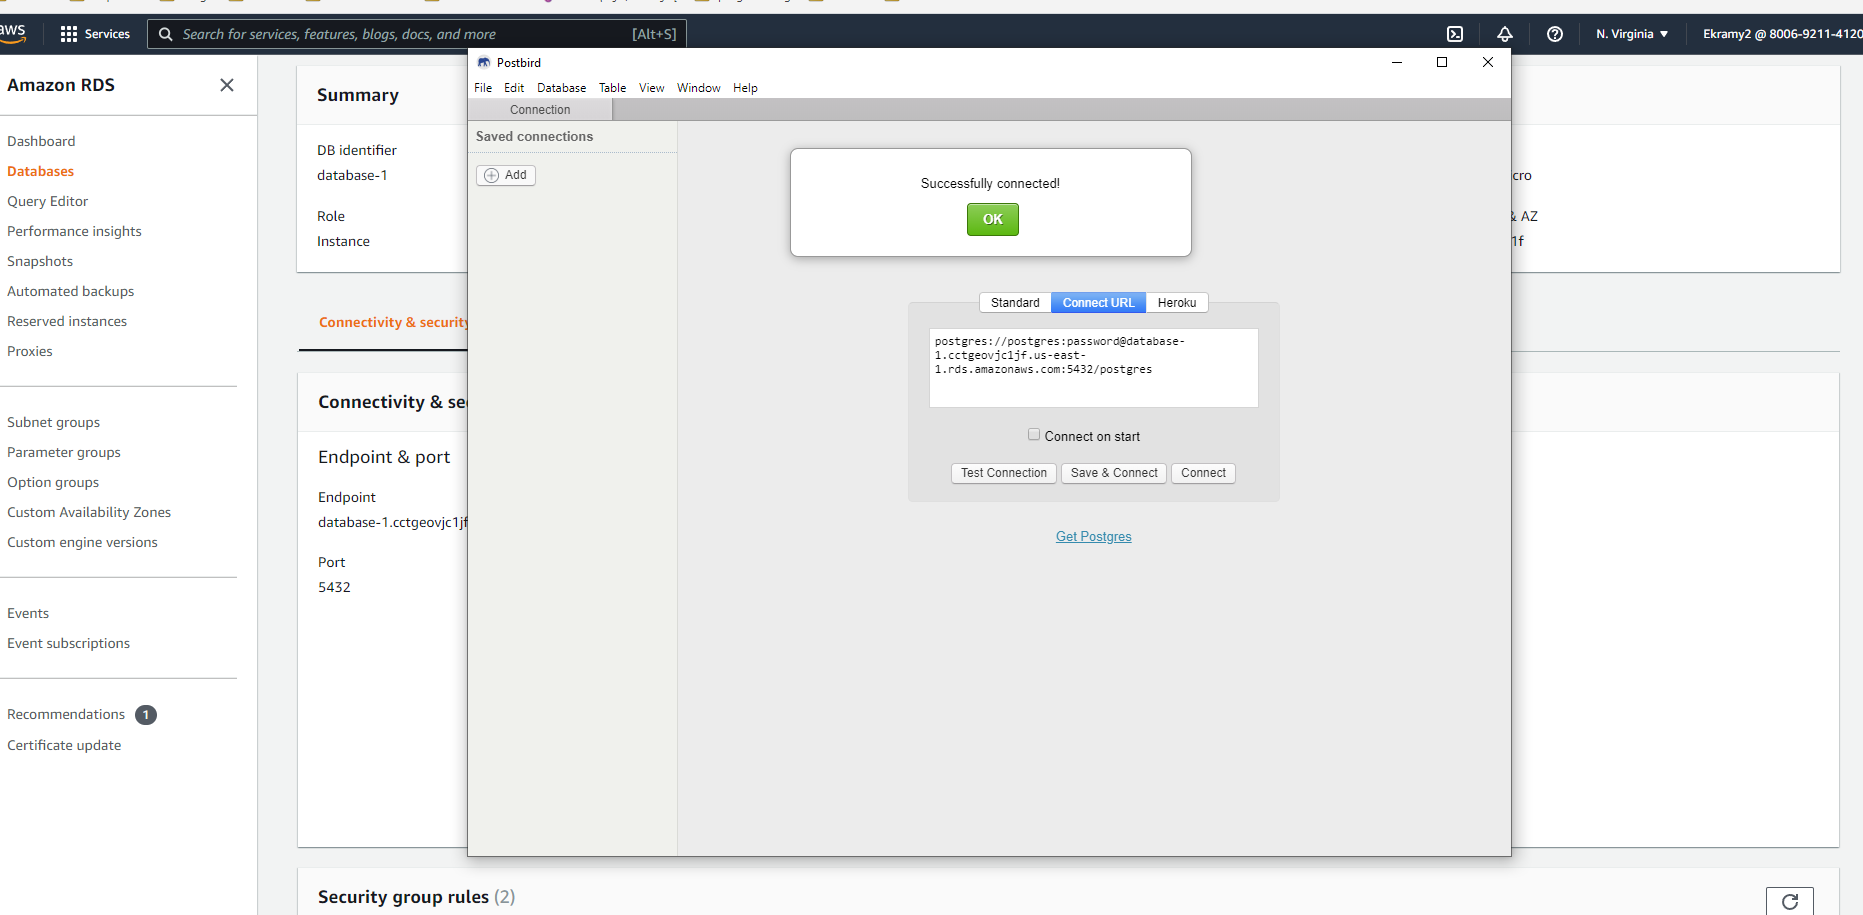 aws
Services
Search for services, features, blogs, docs, and more
[Alt+S]
N. Virginia
Ekramy2 @ 8006-9211-4120
Amazon RDS
Dashboard
Databases
Query Editor
Performance insights
Snapshots
Automated backups
Reserved instances
Proxies
Subnet groups
Parameter groups
Option groups
Custom Availability Zones
Custom engine versions
Events
Event subscriptions
Recommendations 1
Certificate update
Summary
DB identifier
database-1
Role
Instance
Connectivity & security
Connectivity & se
Endpoint & port
Endpoint
database-1.cctgeovjc1jf
Port
5432
Security group rules (2)
Postbird
File Edit Database Table View Window Help
Connection
Saved connections
Add
Successfully connected!
OK
Standard Connect URL Heroku
postgres://postgres:password@database-
1.cctgeovjc1jf.us-east-
1.rds.amazonaws.com:5432/postgres
Connect on start
Test Connection Save & Connect Connect
Get Postgres
cro
& AZ
1f